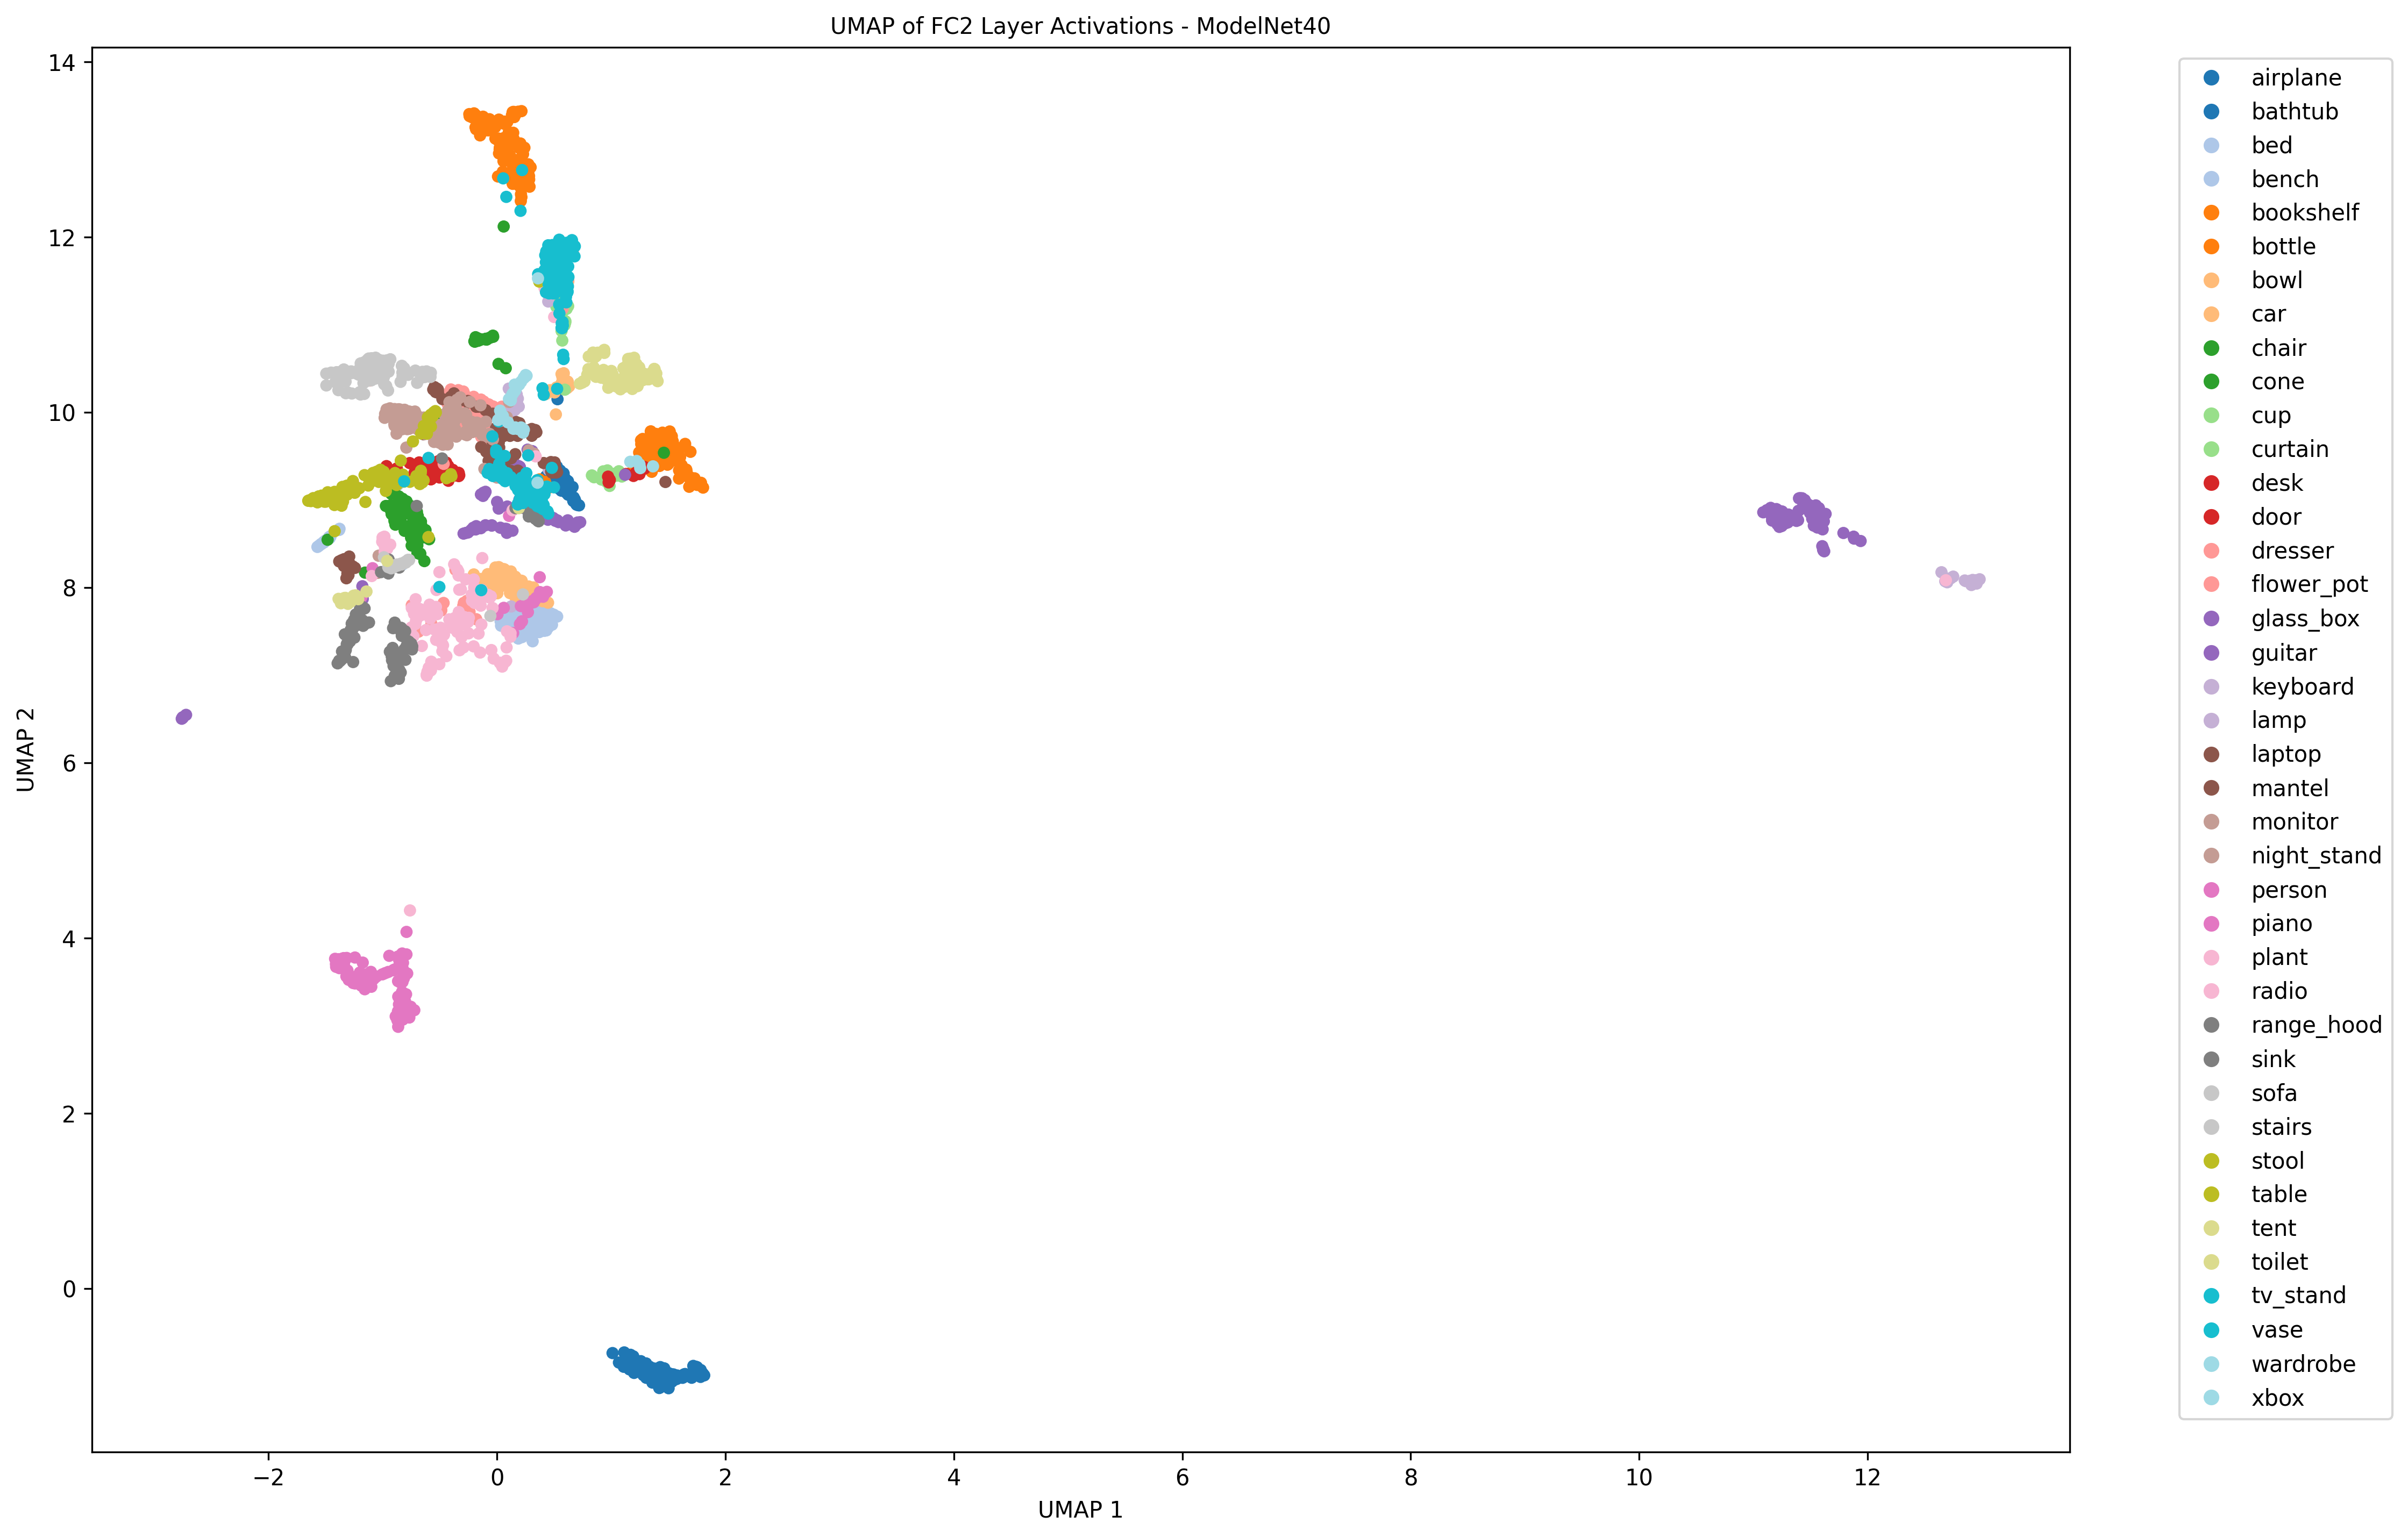 UMAP of FC2 Layer Activations - ModelNet40
14
12
10
8
6
4
2
0
UMAP 2
−2
0
2
4
6
8
10
12
UMAP 1
airplane
bathtub
bed
bench
bookshelf
bottle
bowl
car
chair
cone
cup
curtain
desk
door
dresser
flower_pot
glass_box
guitar
keyboard
lamp
laptop
mantel
monitor
night_stand
person
piano
plant
radio
range_hood
sink
sofa
stairs
stool
table
tent
toilet
tv_stand
vase
wardrobe
xbox